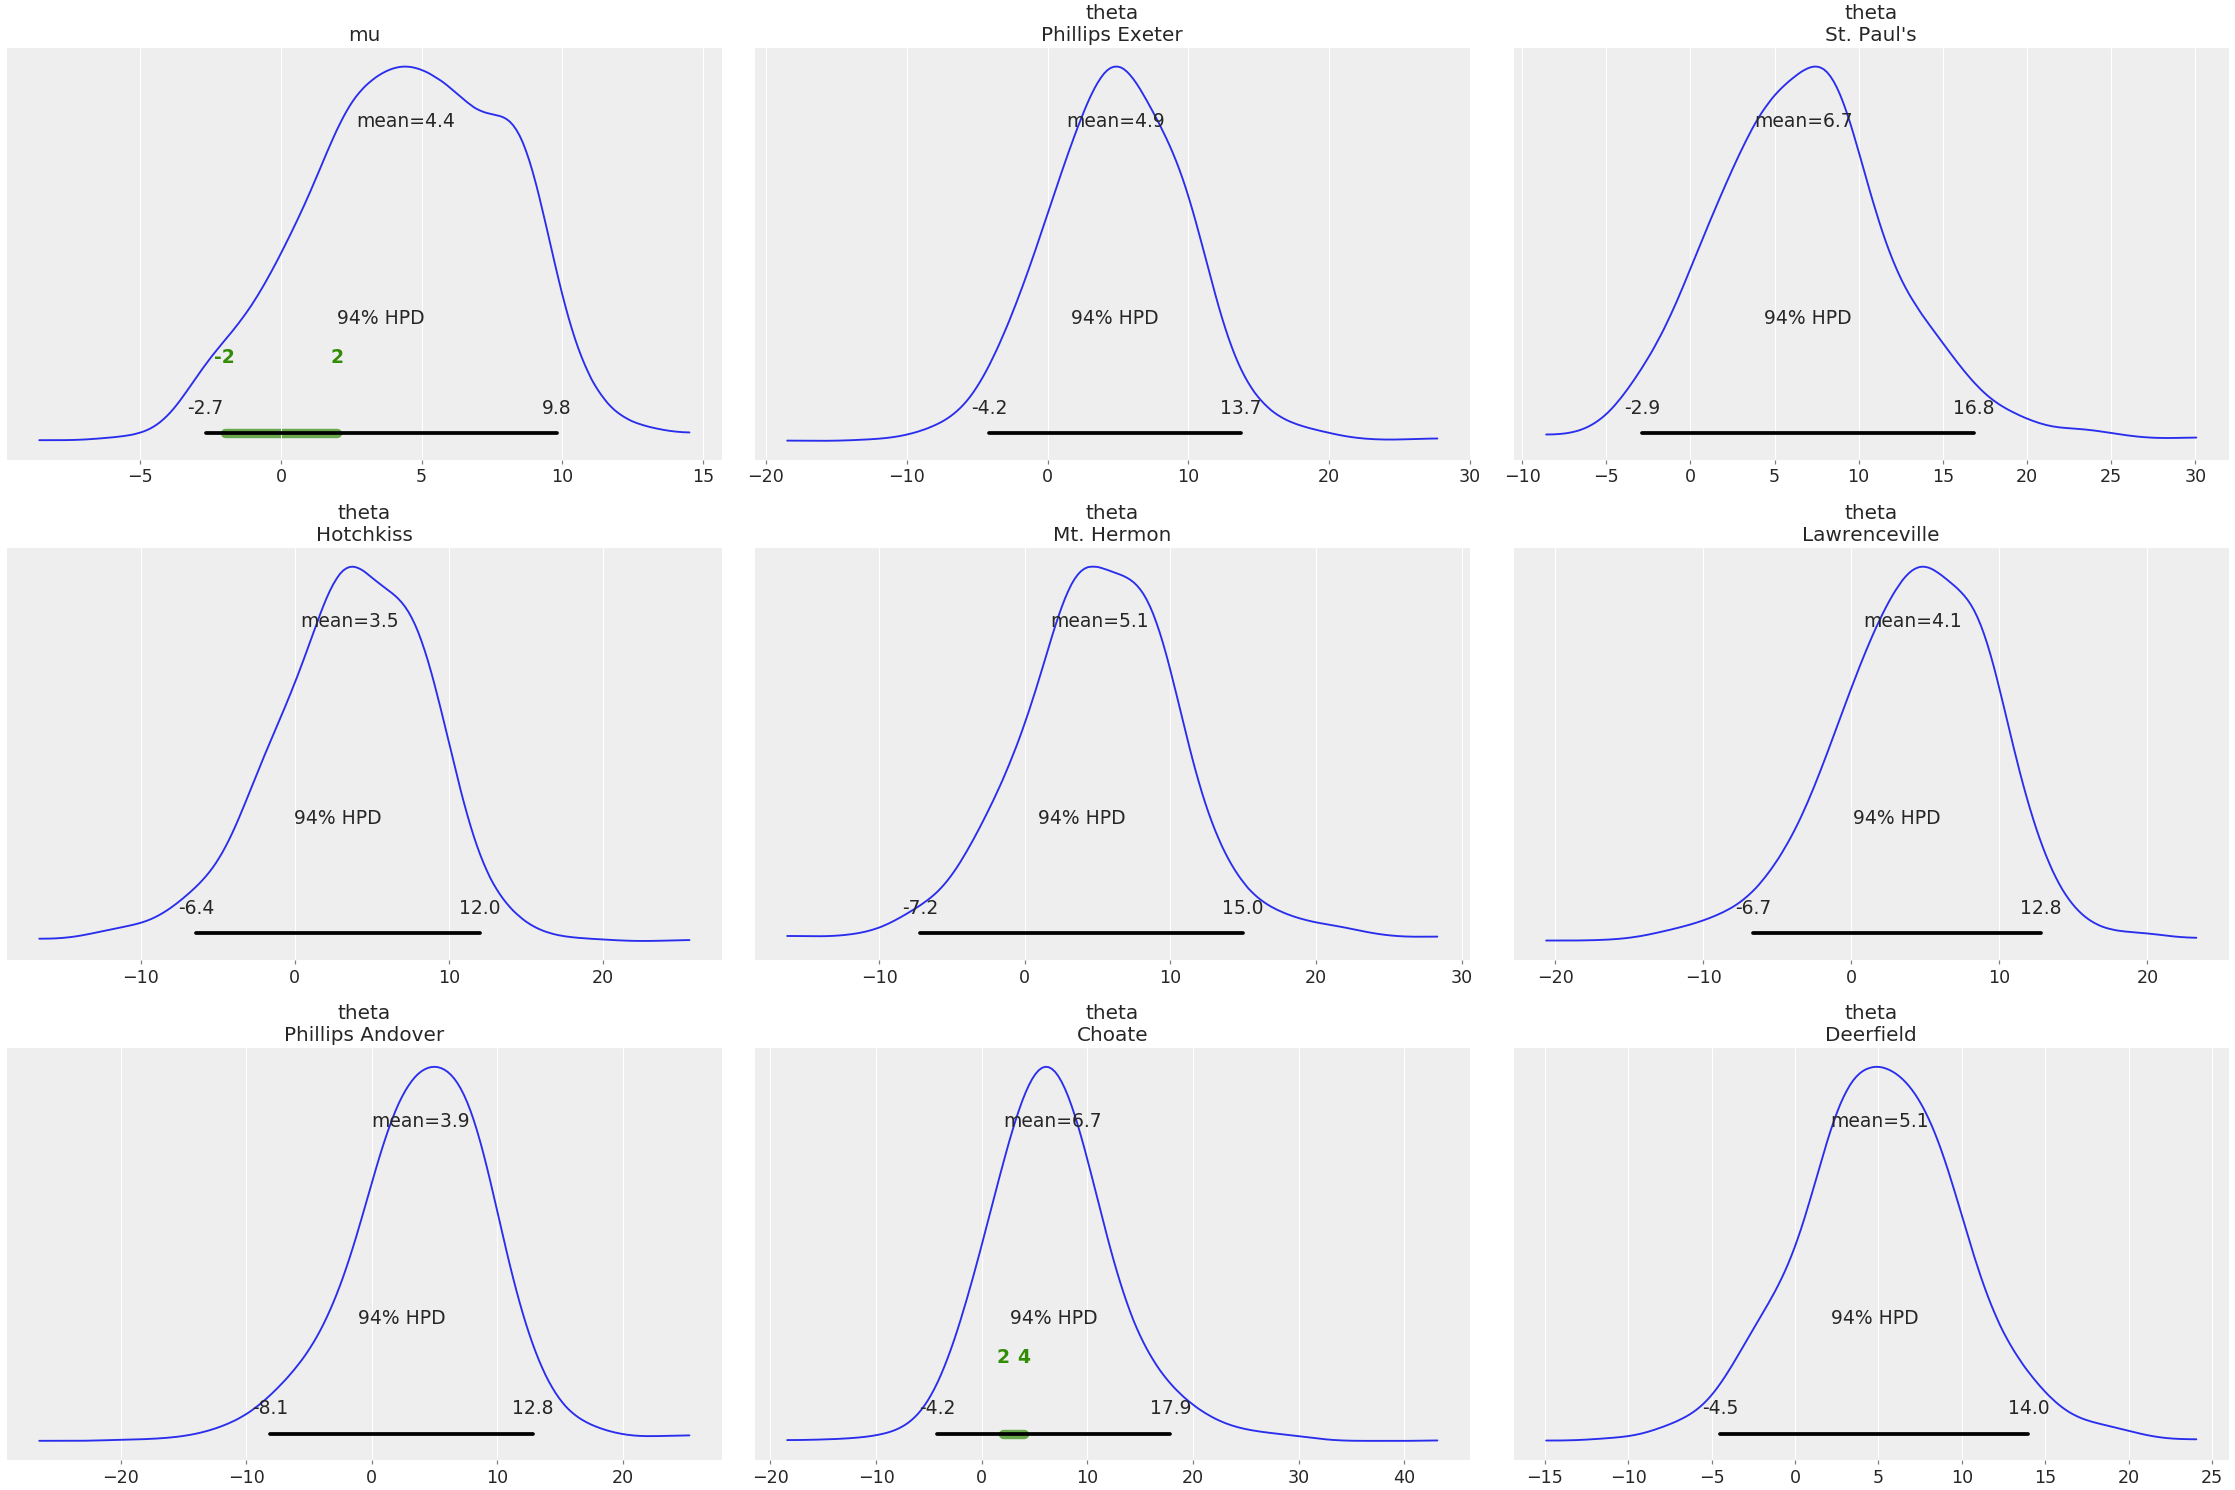 mu
mean=4.4
94% HPD
-2 2
-2.7 9.8
−5 0 5 10 15
theta
Phillips Exeter
mean=4.9
94% HPD
-4.2 13.7
−20 −10 0 10 20 30
theta
St. Paul's
mean=6.7
94% HPD
-2.9 16.8
−10 −5 0 5 10 15 20 25 30
theta
Hotchkiss
mean=3.5
94% HPD
-6.4 12.0
−10 0 10 20
theta
Mt. Hermon
mean=5.1
94% HPD
-7.2 15.0
−10 0 10 20 30
theta
Lawrenceville
mean=4.1
94% HPD
-6.7 12.8
−20 −10 0 10 20
theta
Phillips Andover
mean=3.9
94% HPD
-8.1 12.8
−20 −10 0 10 20
theta
Choate
mean=6.7
94% HPD
2 4
-4.2 17.9
−20 −10 0 10 20 30 40
theta
Deerfield
mean=5.1
94% HPD
-4.5 14.0
−15 −10 −5 0 5 10 15 20 25